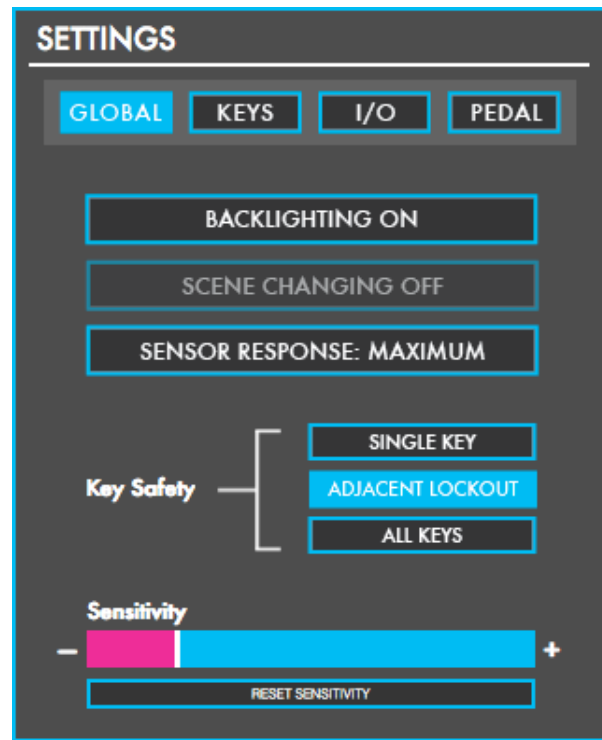 SETTINGS
GLOBAL KEYS I/O PEDAL
BACKLIGHTING ON
SCENE CHANGING OFF
SENSOR RESPONSE: MAXIMUM
SINGLE KEY
Key Safety ADJACENT LOCKOUT
ALL KEYS
Sensitivity
– +
RESET SENSITIVITY